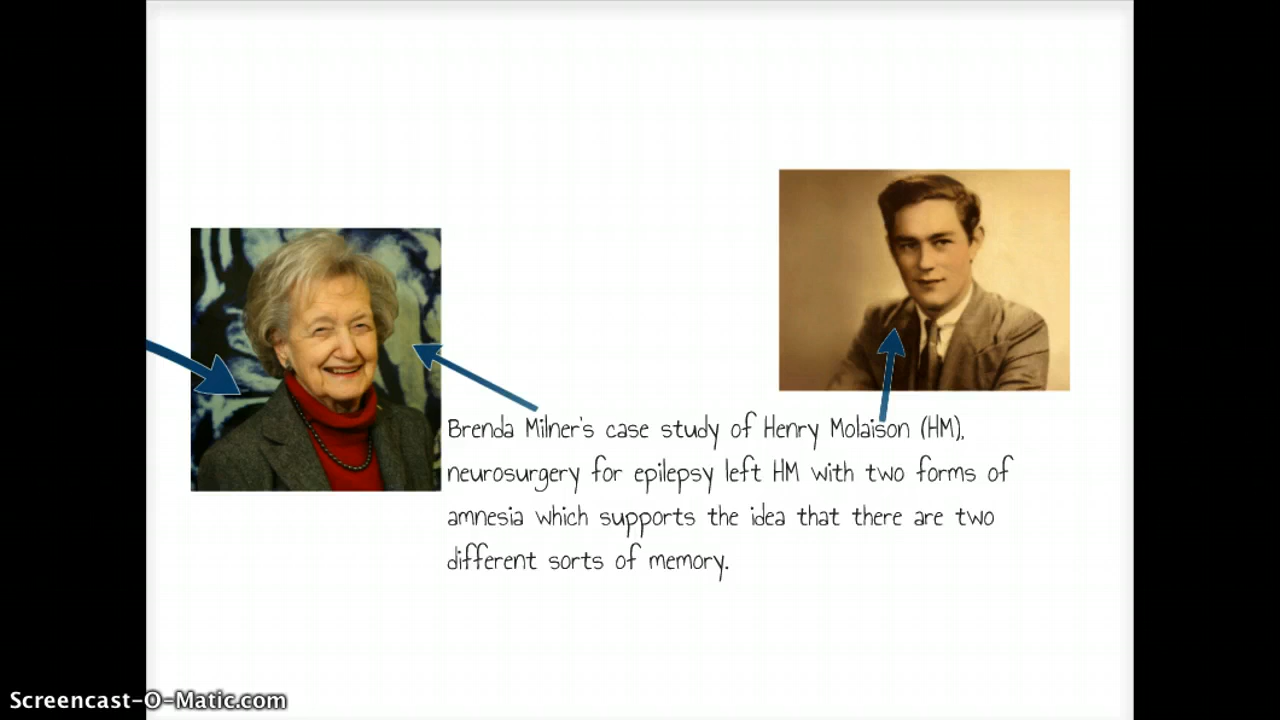 Brenda Milner's case study of Henry Molaison (HM),
neurosurgery for epilepsy left HM with two forms of
amnesia which supports the idea that there are two
different sorts of memory.
Screencast-O-Matic.com